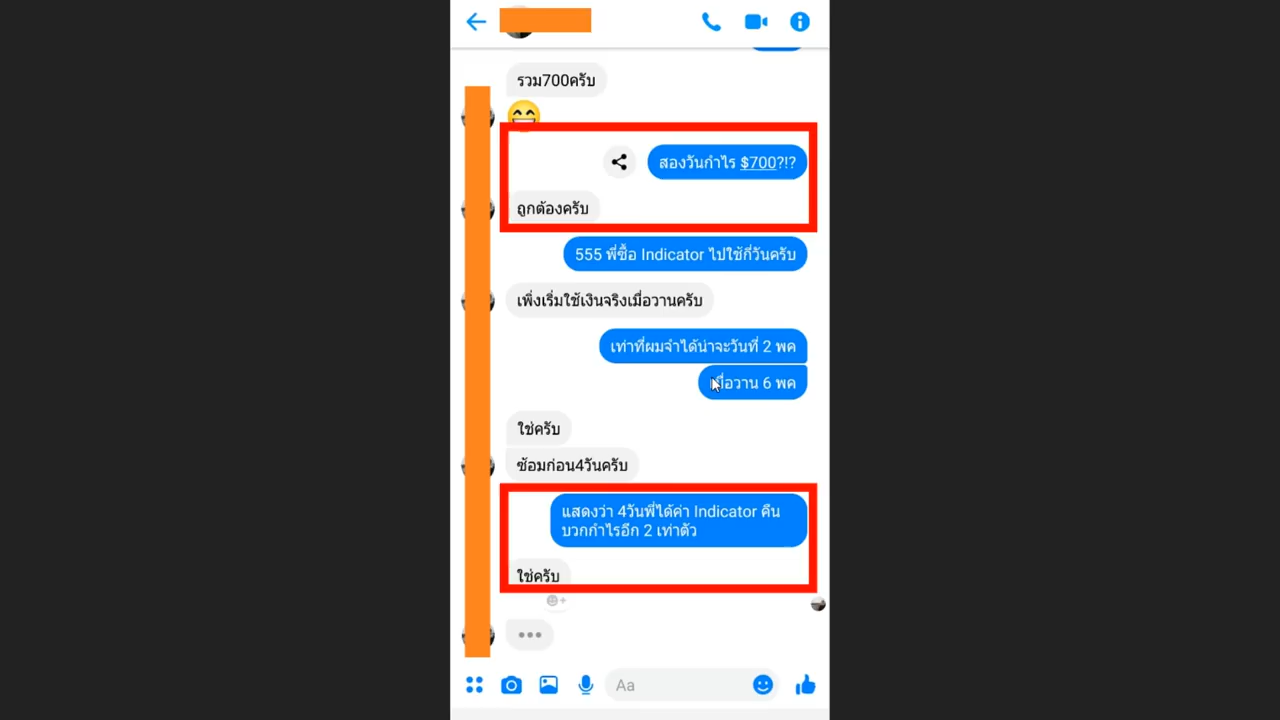 รวม700ครับ
สองวันกำไร $700?!?
ถูกต้องครับ
555 พี่ซื้อ Indicator ไปใช้กี่วันครับ
เพิ่งเริ่มใช้เงินจริงเมื่อวานครับ
เท่าที่ผมจำได้น่าจะวันที่ 2 พค
เมื่อวาน 6 พค
ใช่ครับ
ซ้อมก่อน4วันครับ
แสดงว่า 4วันพี่ได้ค่า Indicator คืน
บวกกำไรอีก 2 เท่าตัว
ใช่ครับ
Aa